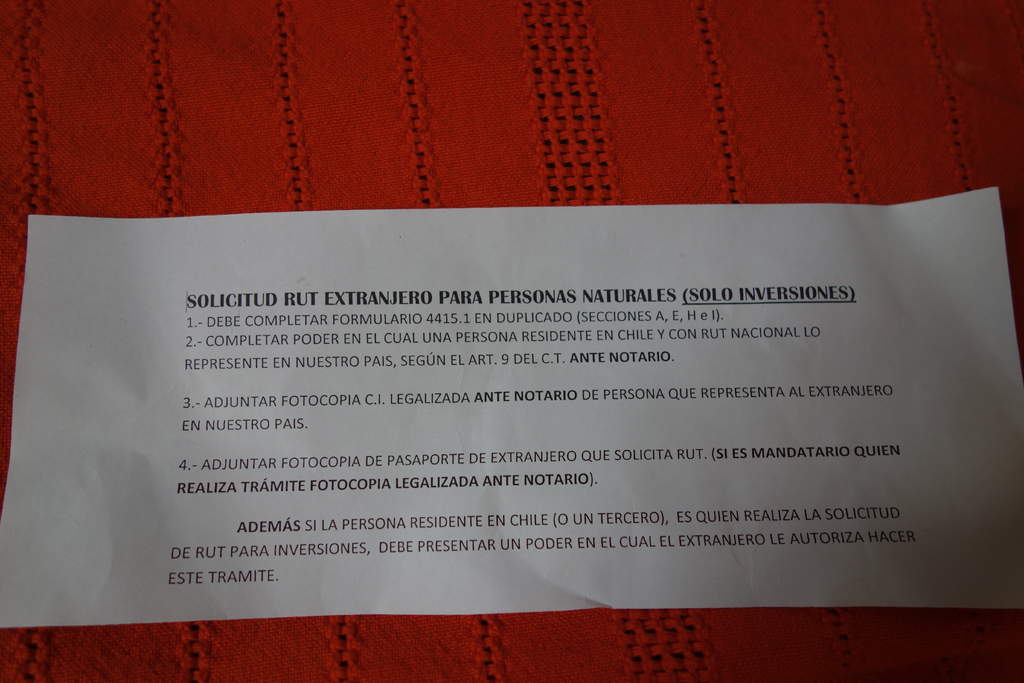 SOLICITUD RUT EXTRANJERO PARA PERSONAS NATURALES (SOLO INVERSIONES)
1.- DEBE COMPLETAR FORMULARIO 4415.1 EN DUPLICADO (SECCIONES A, E, H e I).
2.- COMPLETAR PODER EN EL CUAL UNA PERSONA RESIDENTE EN CHILE Y CON RUT NACIONAL LO
REPRESENTE EN NUESTRO PAIS, SEGÚN EL ART. 9 DEL C.T. ANTE NOTARIO.
3.- ADJUNTAR FOTOCOPIA C.I. LEGALIZADA ANTE NOTARIO DE PERSONA QUE REPRESENTA AL EXTRANJERO
EN NUESTRO PAIS.
4.- ADJUNTAR FOTOCOPIA DE PASAPORTE DE EXTRANJERO QUE SOLICITA RUT. (SI ES MANDATARIO QUIEN
REALIZA TRÁMITE FOTOCOPIA LEGALIZADA ANTE NOTARIO).
ADEMÁS SI LA PERSONA RESIDENTE EN CHILE (O UN TERCERO), ES QUIEN REALIZA LA SOLICITUD
DE RUT PARA INVERSIONES, DEBE PRESENTAR UN PODER EN EL CUAL EL EXTRANJERO LE AUTORIZA HACER
ESTE TRAMITE.